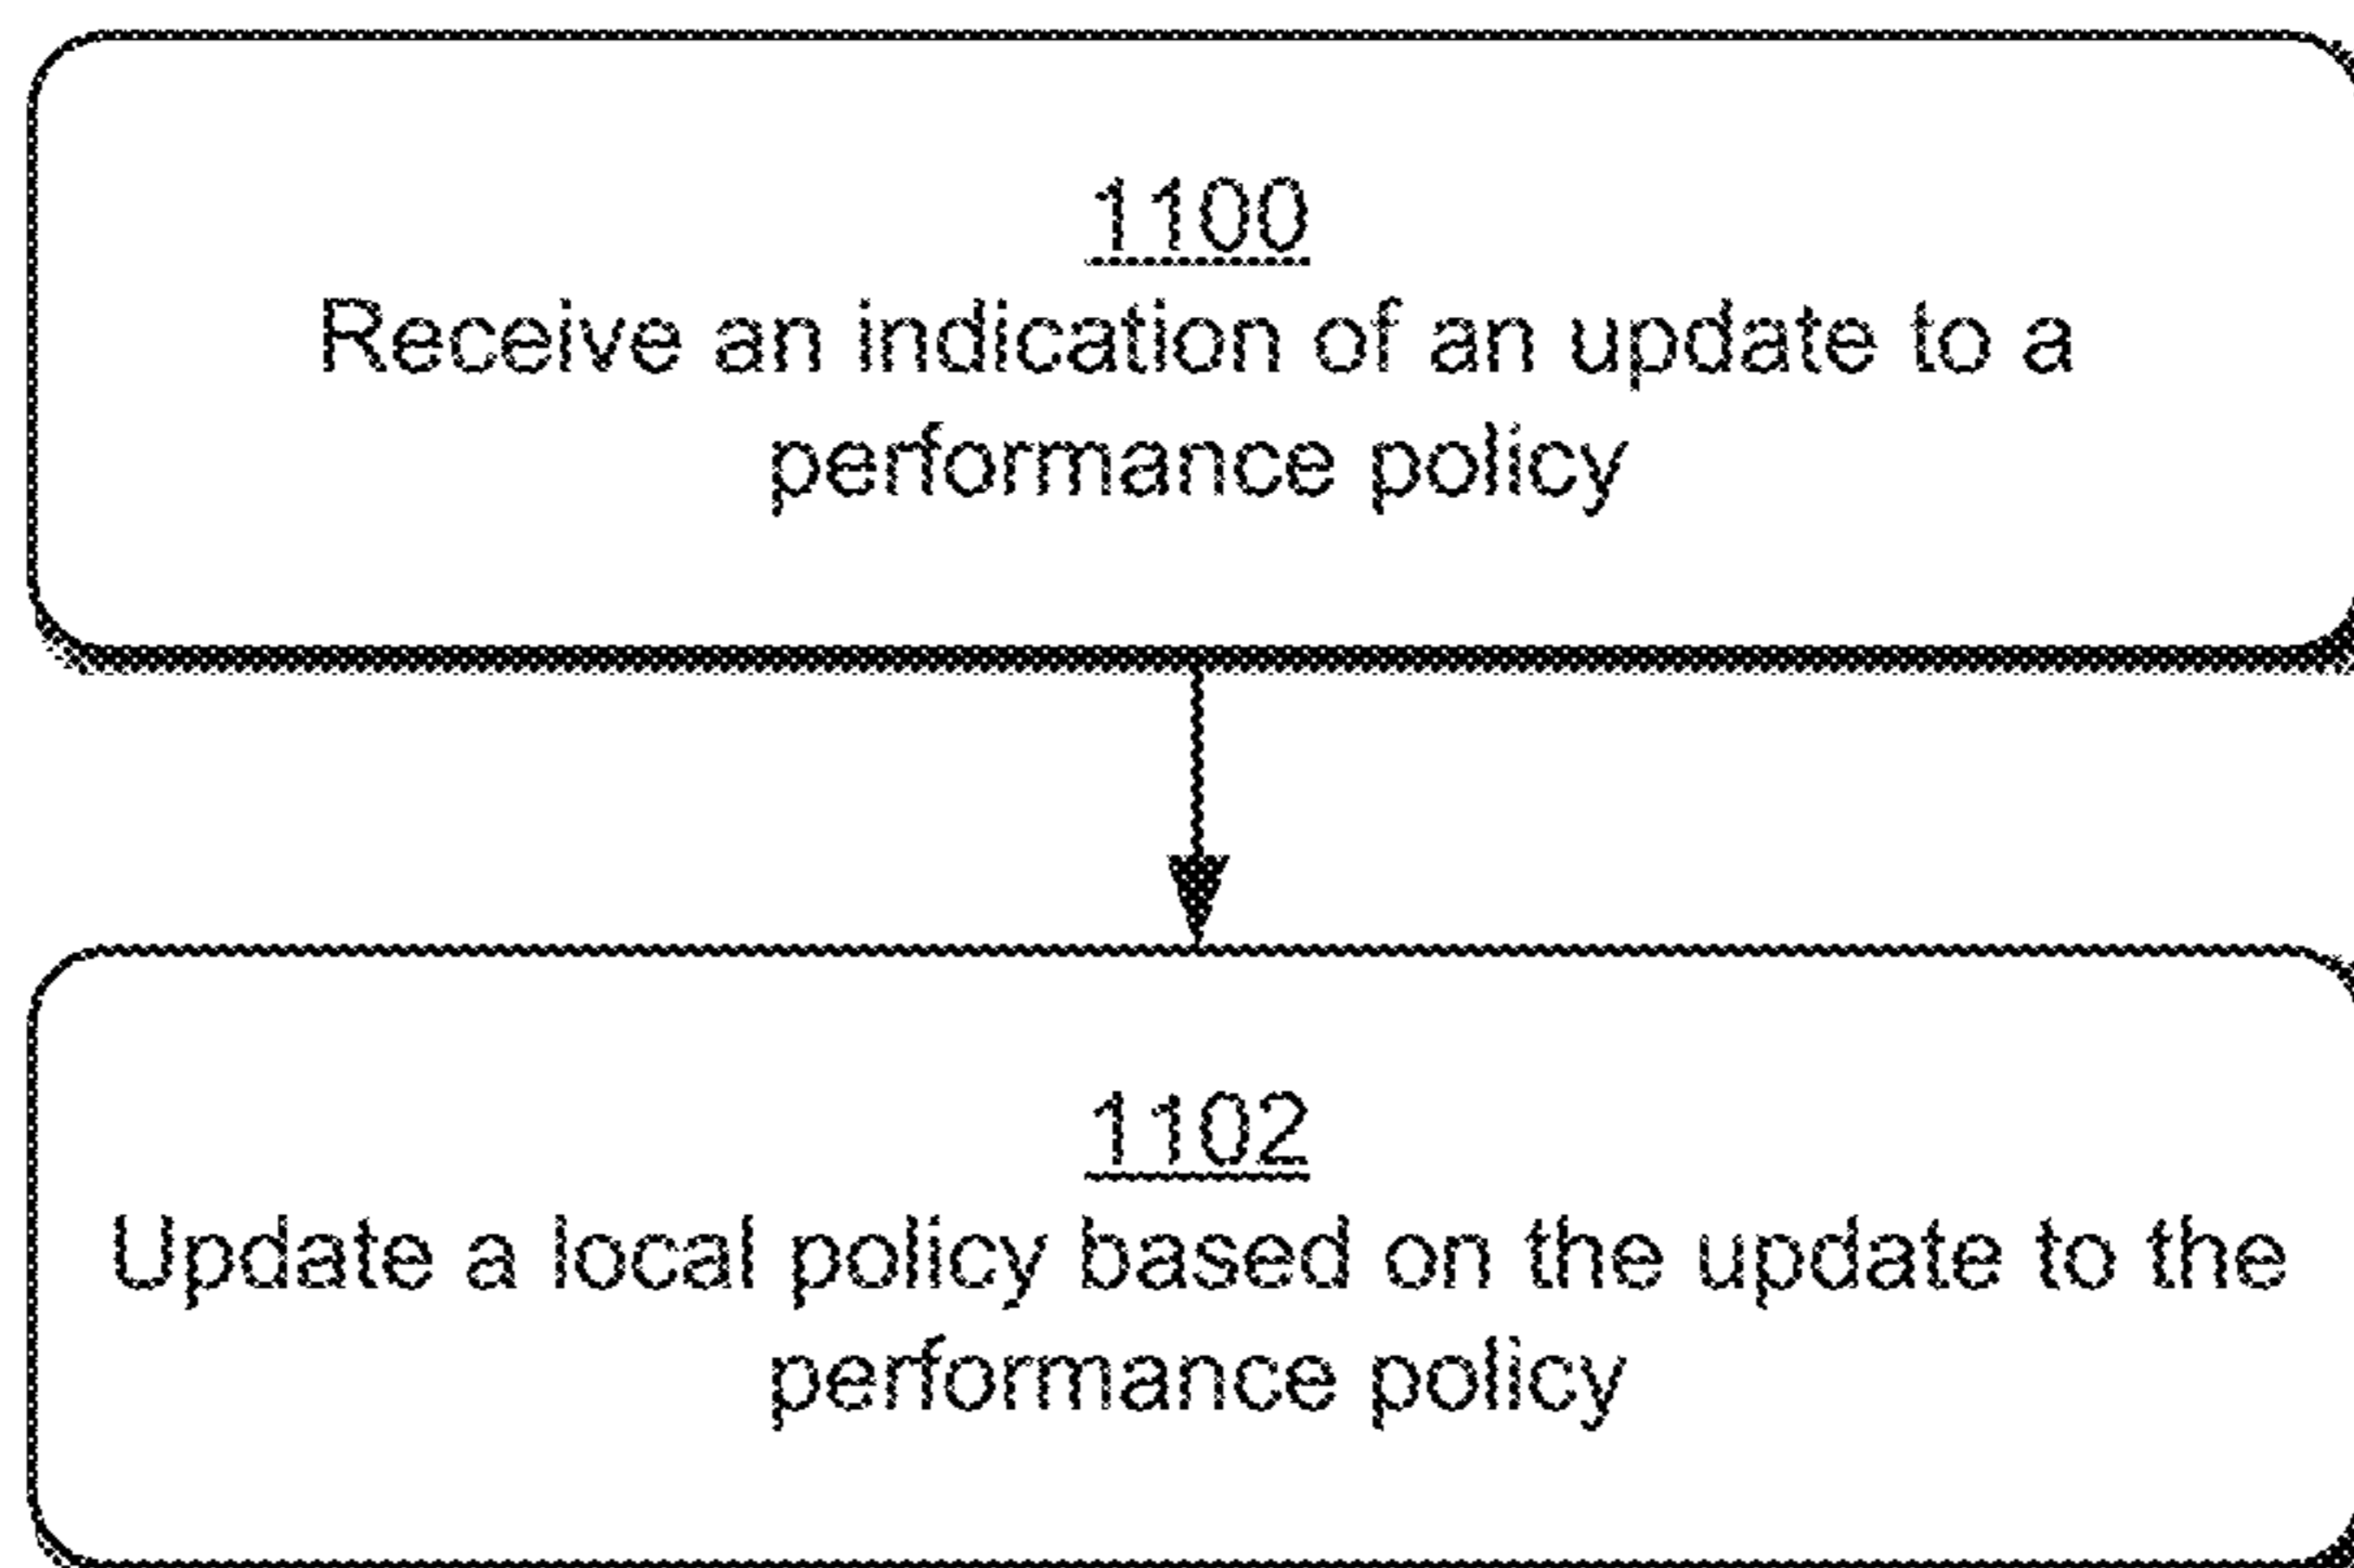 1100
Receive an indication of an update to a
performance policy
1102
Update a local policy based on the update to the
performance policy